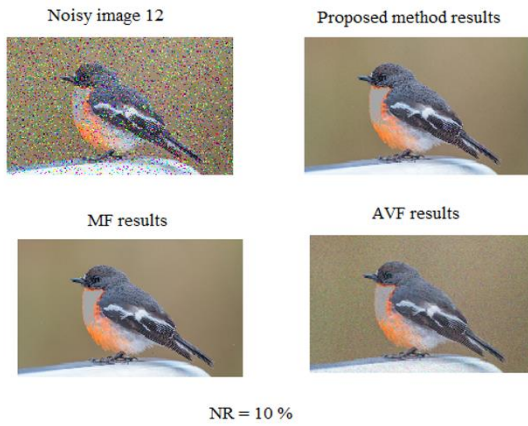 Noisy image 12
Proposed method results
MF results
AVF results
NR = 10 %